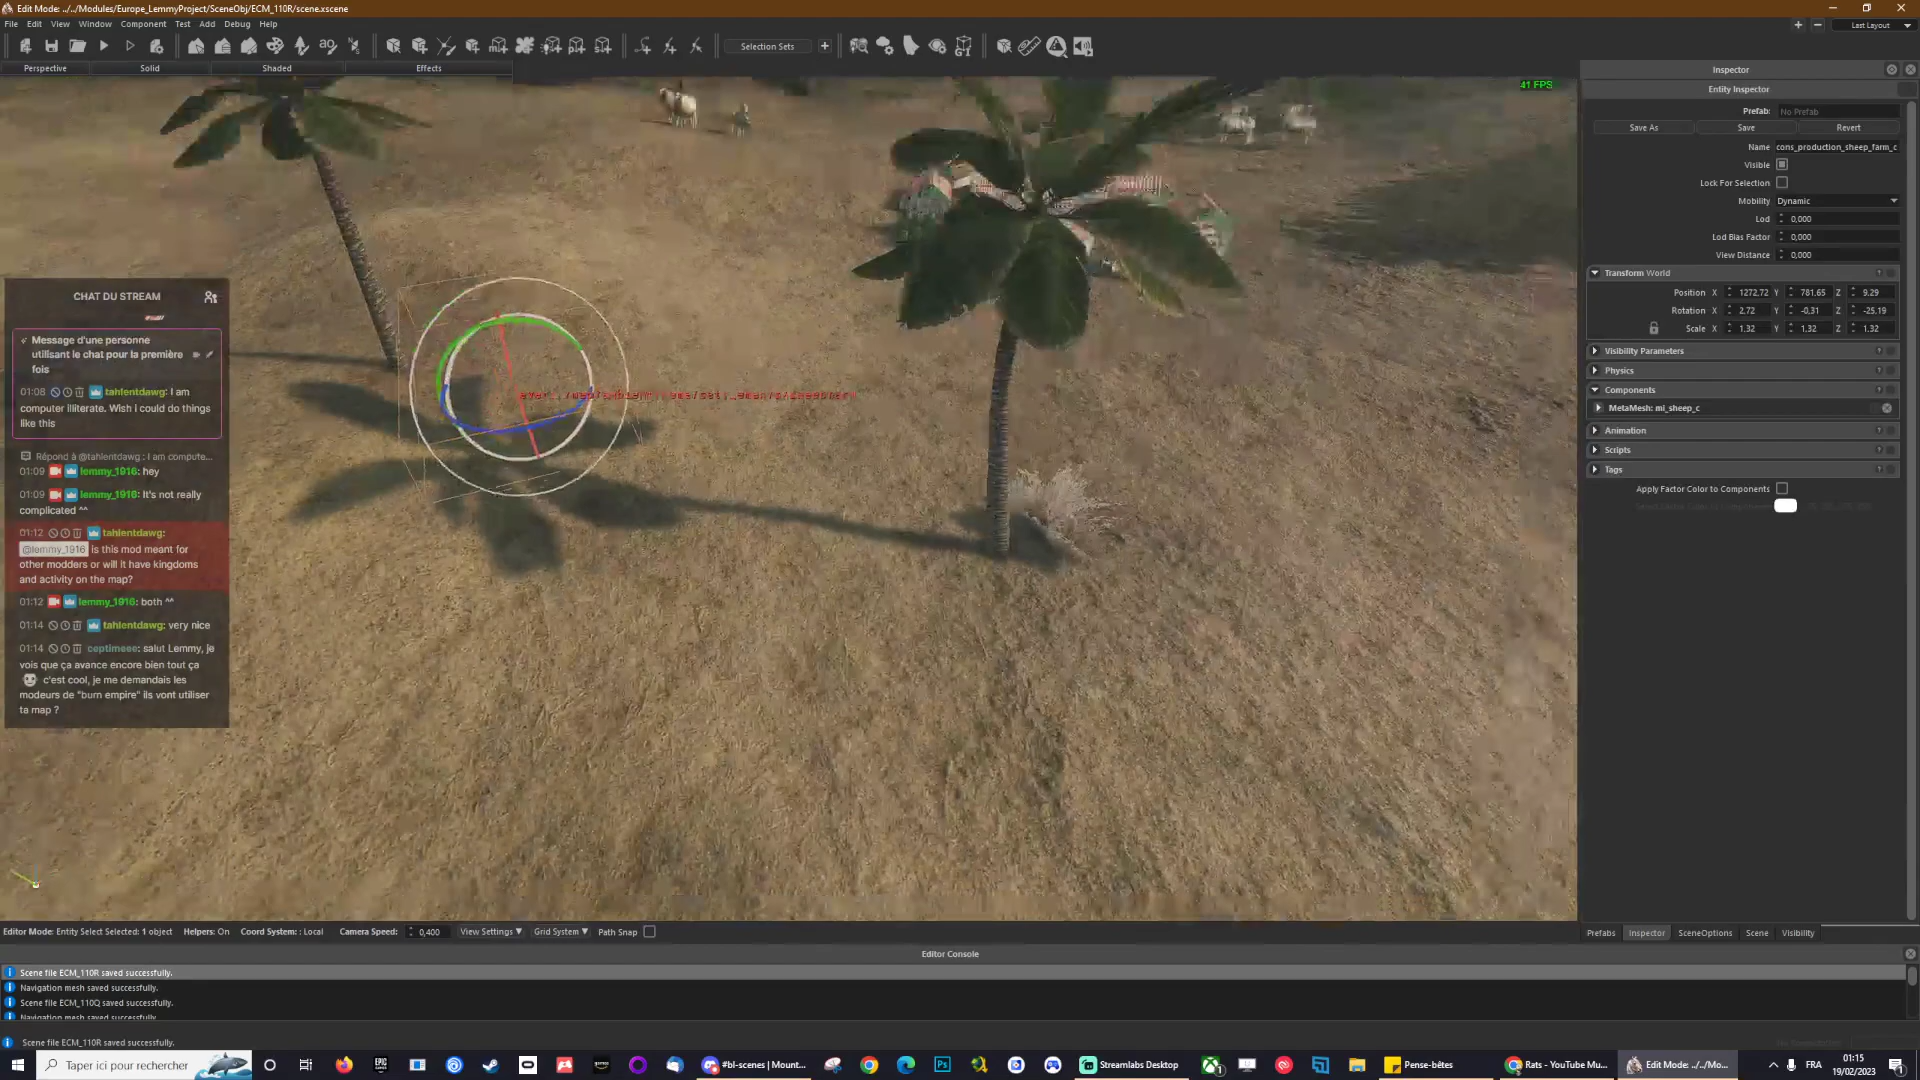 Edit Mode: ../../Modules/Europe_LemmyProject/SceneObj/ECM_110R/scene.xscene
File Edit View Window Component Test Add Debug Help
Last Layout
Selection Sets
Perspective Solid Shaded Effects
41 FPS
Inspector
Entity Inspector
Prefab: No Prefab
Save As Save Revert
Name cons_production_sheep_farm_c
Visible
Lock For Selection
Mobility Dynamic
Lod 0,000
Lod Bias Factor 0,000
View Distance 0,000
Transform World
Position X 1272.72 Y 781.65 Z 9.29
Rotation X 2.72 Y -0,31 Z -25.19
Scale X 1.32 Y 1.32 Z 1.32
Visibility Parameters
Physics
Components
MetaMesh: mi_sheep_c
Animation
Scripts
Tags
Apply Factor Color to Components
CHAT DU STREAM
Message d'une personne
utilisant le chat pour la première
fois
01:08 tahlentdawg: I am
computer illiterate. Wish i could do things
like this
Répond à @tahlentdawg : I am compute...
01:09 lemmy_1916: hey
01:09 lemmy_1916: It's not really
complicated ^^
01:12 tahlentdawg:
@lemmy_1916 is this mod meant for
other modders or will it have kingdoms
and activity on the map?
01:12 lemmy_1916: both ^^
01:14 tahlentdawg: very nice
01:14 ceptimeee: salut Lemmy, je
vois que ça avance encore bien tout ça
c'est cool, je me demandais les
modeurs de "burn empire" ils vont utiliser
ta map ?
Editor Mode: Entity Select Selected: 1 object Helpers: On Coord System: : Local Camera Speed: 0,400 View Settings Grid System Path Snap
Prefabs Inspector SceneOptions Scene Visibility
Editor Console
Scene file ECM_110R saved successfully.
Navigation mesh saved successfully.
Scene file ECM_110Q saved successfully.
Navigation mesh saved successfully.
Scene file ECM_110R saved successfully.
Taper ici pour rechercher
#bl-scenes | Mount...
Streamlabs Desktop
Pense-bêtes
Rats - YouTube Mu...
Edit Mode: ../../Mo...
FRA
01:15
19/02/2023